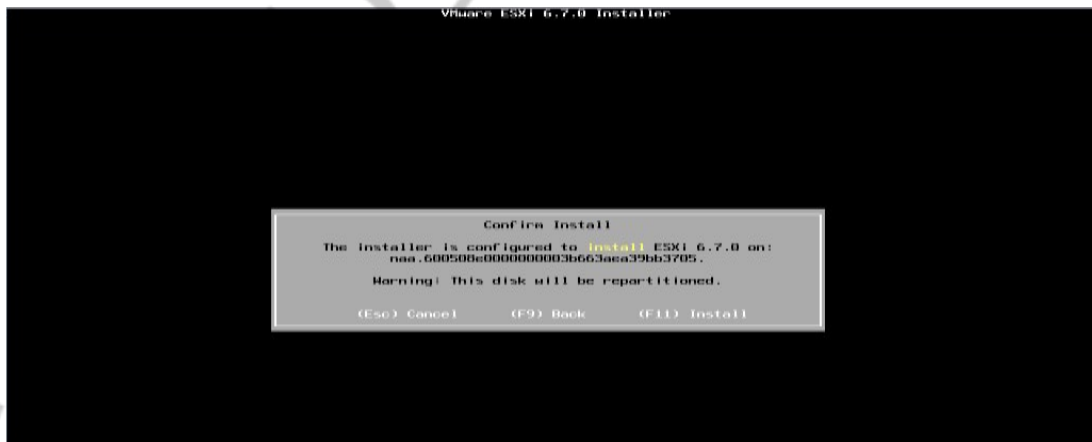 VMware ESXi 6.7.0 Installer
Confirm Install
The installer is configured to install ESXi 6.7.0 on:
naa.600508e0000000003b663aea39bb3705.
Warning: This disk will be repartitioned.
(Esc) Cancel (F9) Back (F11) Install